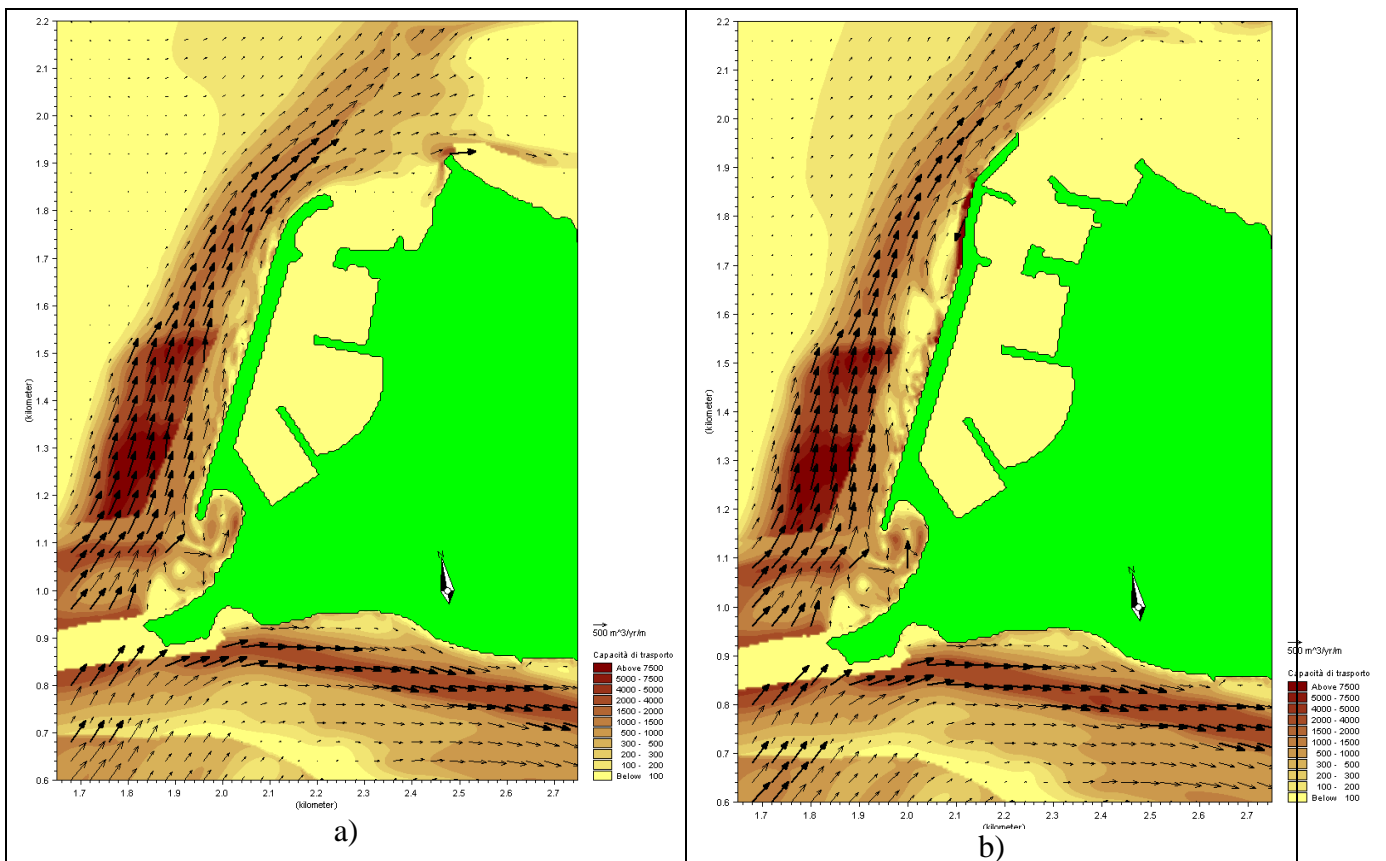 2.2
2.1
2.0
1.9
1.8
1.7
1.6
1.5
1.4
1.3
1.2
1.1
1.0
0.9
0.8
0.7
0.6
(kilometer)
1.7 1.8 1.9 2.0 2.1 2.2 2.3 2.4 2.5 2.6 2.7
(kilometer)
N
500 m^3/yr/m
Capacità di trasporto
Above 7500
5000 - 7500
4000 - 5000
2000 - 4000
1500 - 2000
1000 - 1500
500 - 1000
300 - 500
200 - 300
100 - 200
Below 100
a)
2.2
2.1
2.0
1.9
1.8
1.7
1.6
1.5
1.4
1.3
1.2
1.1
1.0
0.9
0.8
0.7
0.6
(kilometer)
1.7 1.8 1.9 2.0 2.1 2.2 2.3 2.4 2.5 2.6 2.7
(kilometer)
N
500 m^3/yr/m
Capacità di trasporto
Above 7500
5000 - 7500
4000 - 5000
2000 - 4000
1500 - 2000
1000 - 1500
500 - 1000
300 - 500
200 - 300
100 - 200
Below 100
b)